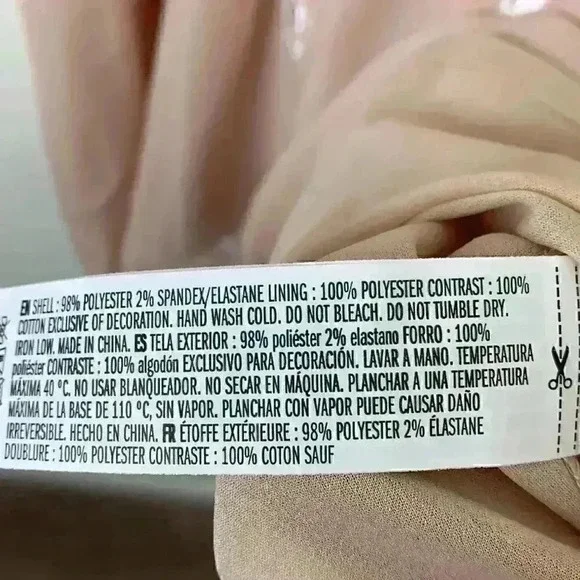 EN SHELL : 98% POLYESTER 2% SPANDEX/ELASTANE LINING : 100% POLYESTER CONTRAST : 100%
COTTON EXCLUSIVE OF DECORATION. HAND WASH COLD. DO NOT BLEACH. DO NOT TUMBLE DRY.
IRON LOW. MADE IN CHINA. ES TELA EXTERIOR : 98% poliéster 2% elastano FORRO : 100%
poliéster CONTRASTE : 100% algodón EXCLUSIVO PARA DECORACIÓN. LAVAR A MANO. TEMPERATURA
MÁXIMA 40 ºC. NO USAR BLANQUEADOR. NO SECAR EN MÁQUINA. PLANCHAR A UNA TEMPERATURA
MÁXIMA DE LA BASE DE 110 ºC, SIN VAPOR. PLANCHAR CON VAPOR PUEDE CAUSAR DAÑO
IRREVERSIBLE. HECHO EN CHINA. FR ÉTOFFE EXTÉRIEURE : 98% POLYESTER 2% ÉLASTANE
DOUBLURE : 100% POLYESTER CONTRASTE : 100% COTON SAUF